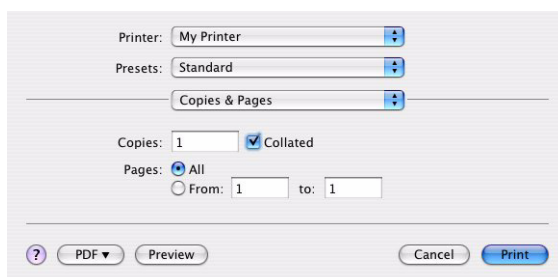 Printer: My Printer
Presets: Standard
Copies & Pages
Copies: 1 Collated
Pages: All
From: 1 to: 1
? PDF ▼ Preview Cancel Print